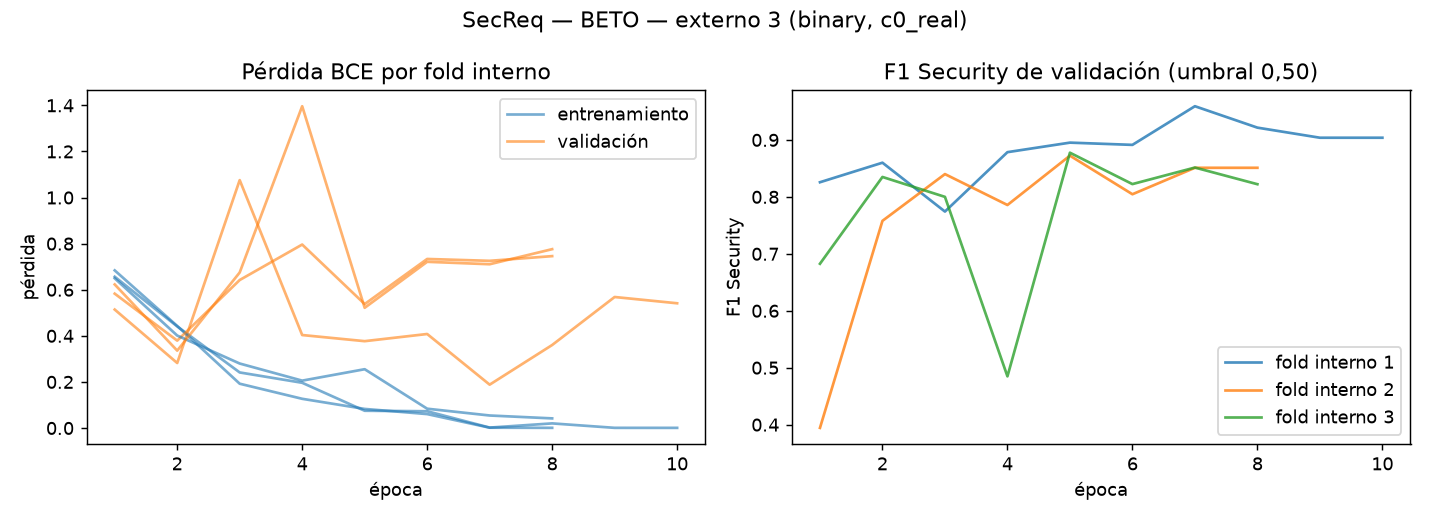 SecReq — BETO — externo 3 (binary, c0_real)
Pérdida BCE por fold interno
1.4
1.2
1.0
0.8
0.6
0.4
0.2
0.0
pérdida
entrenamiento
validación
2
4
6
8
10
época
F1 Security de validación (umbral 0,50)
0.9
0.8
0.7
0.6
0.5
0.4
F1 Security
fold interno 1
fold interno 2
fold interno 3
2
4
6
8
10
época